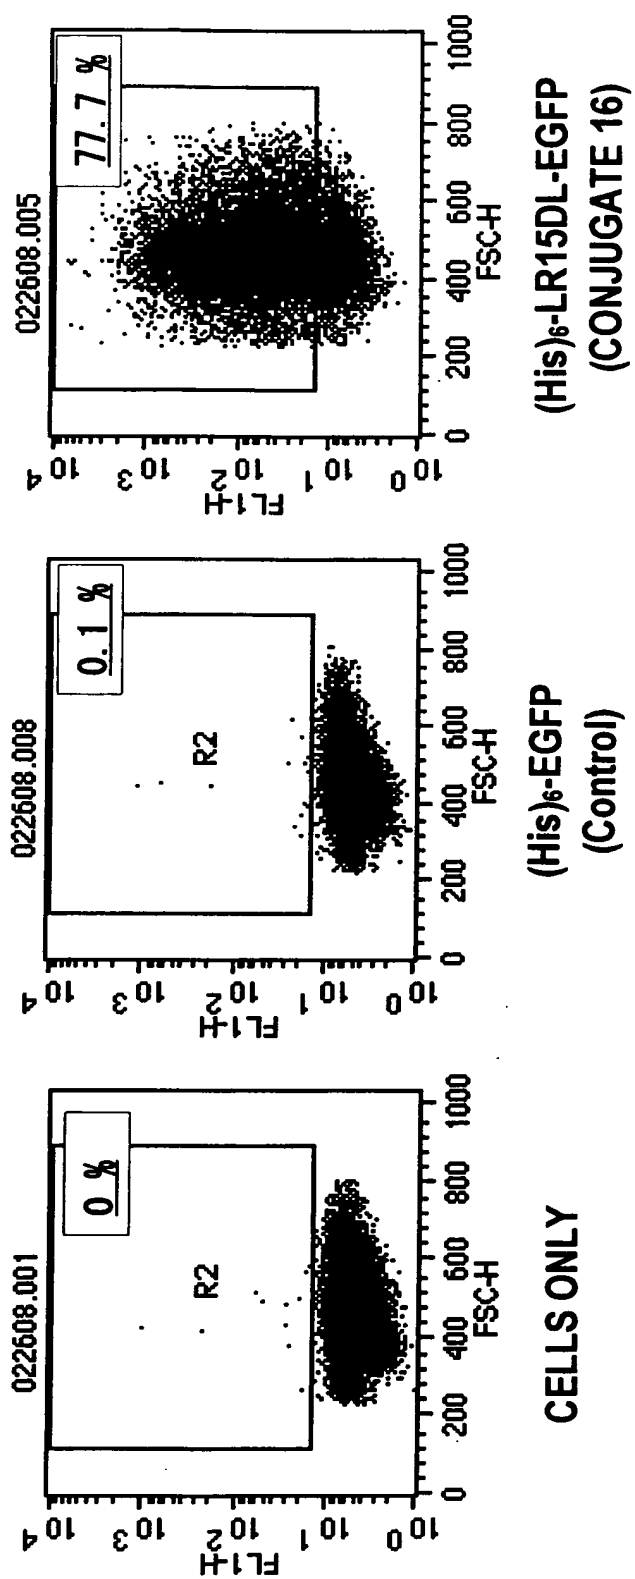 022608.001
0 %
R2
FL1-H
10 4
10 3
10 2
10 1
10 0
0 200 400 600 800 1000
FSC-H
CELLS ONLY
022608.008
0.1 %
R2
FL1-H
10 4
10 3
10 2
10 1
10 0
0 200 400 600 800 1000
FSC-H
(His)6-EGFP
(Control)
022608.005
77.7 %
FL1-H
10 4
10 3
10 2
10 1
10 0
0 200 400 600 800 1000
FSC-H
(His)6-LR15DL-EGFP
(CONJUGATE 16)